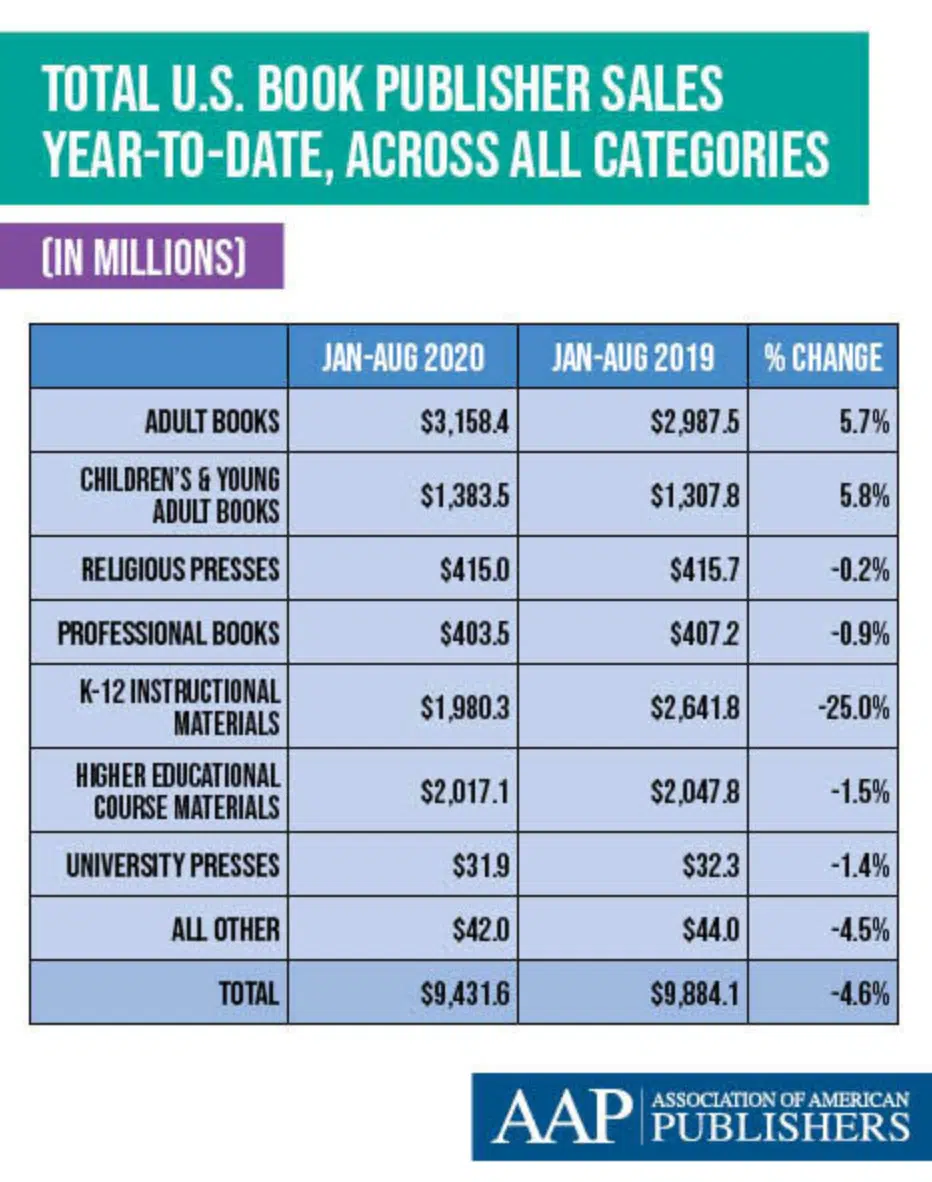 TOTAL U.S. BOOK PUBLISHER SALES
YEAR-TO-DATE, ACROSS ALL CATEGORIES
(IN MILLIONS)
JAN-AUG 2020 JAN-AUG 2019 % CHANGE
ADULT BOOKS $3,158.4 $2,987.5 5.7%
CHILDREN'S & YOUNG
ADULT BOOKS $1,383.5 $1,307.8 5.8%
RELIGIOUS PRESSES $415.0 $415.7 -0.2%
PROFESSIONAL BOOKS $403.5 $407.2 -0.9%
K-12 INSTRUCTIONAL
MATERIALS $1,980.3 $2,641.8 -25.0%
HIGHER EDUCATIONAL
COURSE MATERIALS $2,017.1 $2,047.8 -1.5%
UNIVERSITY PRESSES $31.9 $32.3 -1.4%
ALL OTHER $42.0 $44.0 -4.5%
TOTAL $9,431.6 $9,884.1 -4.6%
AAP ASSOCIATION OF AMERICAN
PUBLISHERS